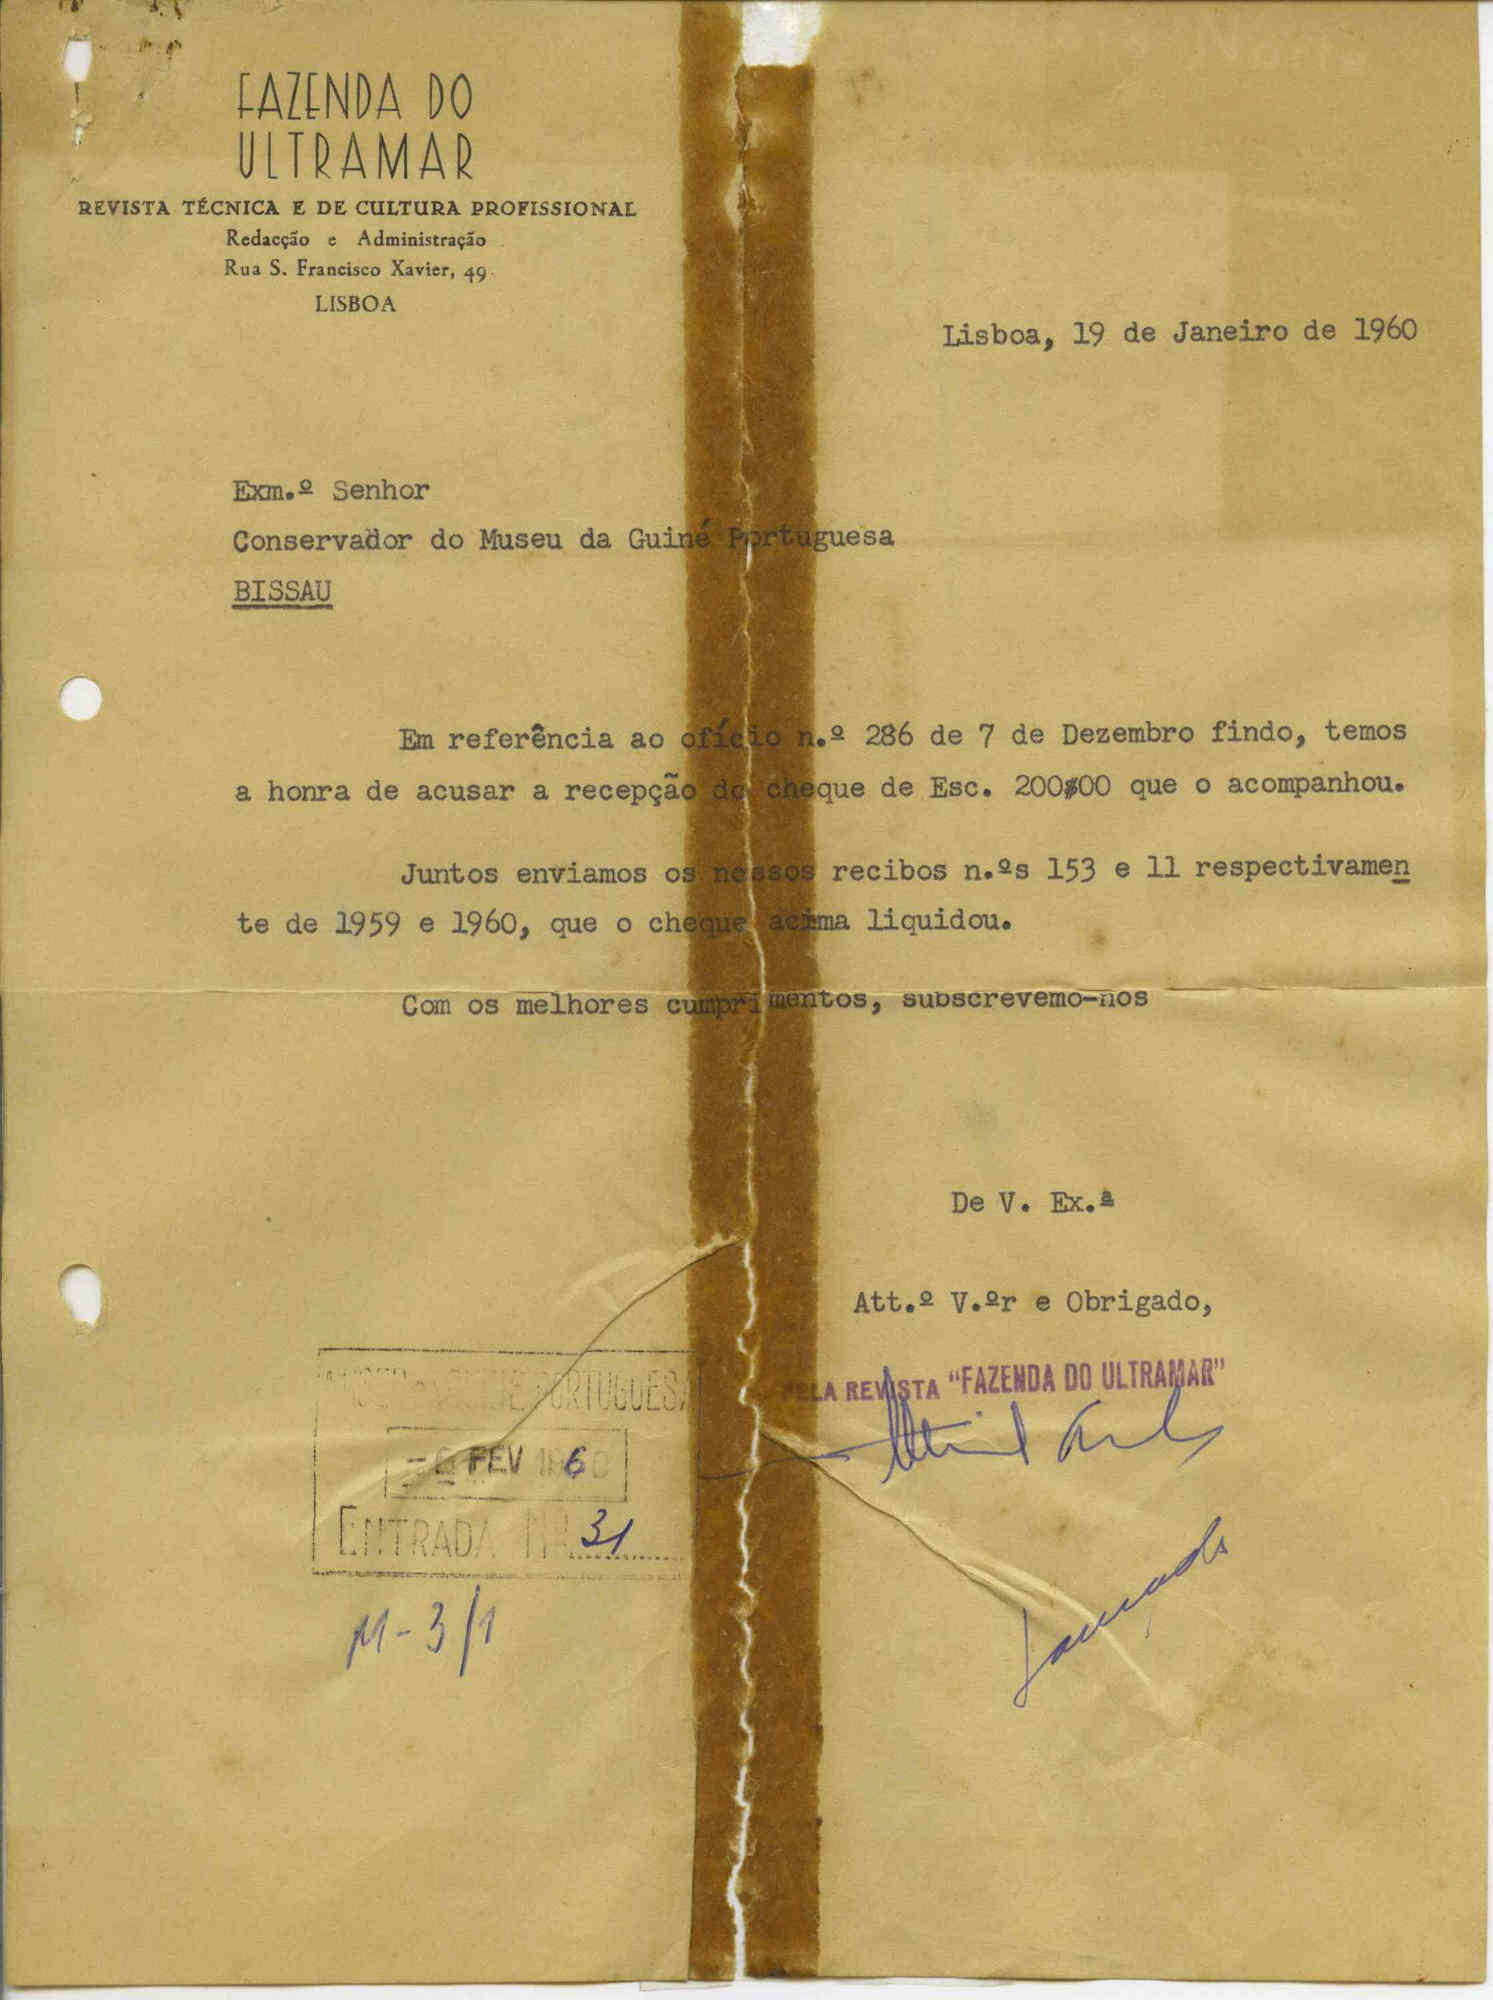 FAZENDA DO
ULTRAMAR
REVISTA TÉCNICA E DE CULTURA PROFISSIONAL
Redacção e Administração
Rua S. Francisco Xavier, 49
LISBOA
Lisboa, 19 de Janeiro de 1960
Exm.º Senhor
Conservador do Museu da Guiné Portuguesa
BISSAU
Em referência ao ofício n.º 286 de 7 de Dezembro findo, temos
a honra de acusar a recepção do cheque de Esc. 200$00 que o acompanhou.
Juntos enviamos os nossos recibos n.ºs 153 e 11 respectivamen
te de 1959 e 1960, que o cheque acima liquidou.
Com os melhores cumprimentos, subscrevemo-nos
De V. Ex.ª
Att.º V.ºr e Obrigado,
PELA REVISTA "FAZENDA DO ULTRAMAR"
PORTUGUESA
FEV 1960
ENTRADA Nº 31
M-3/1